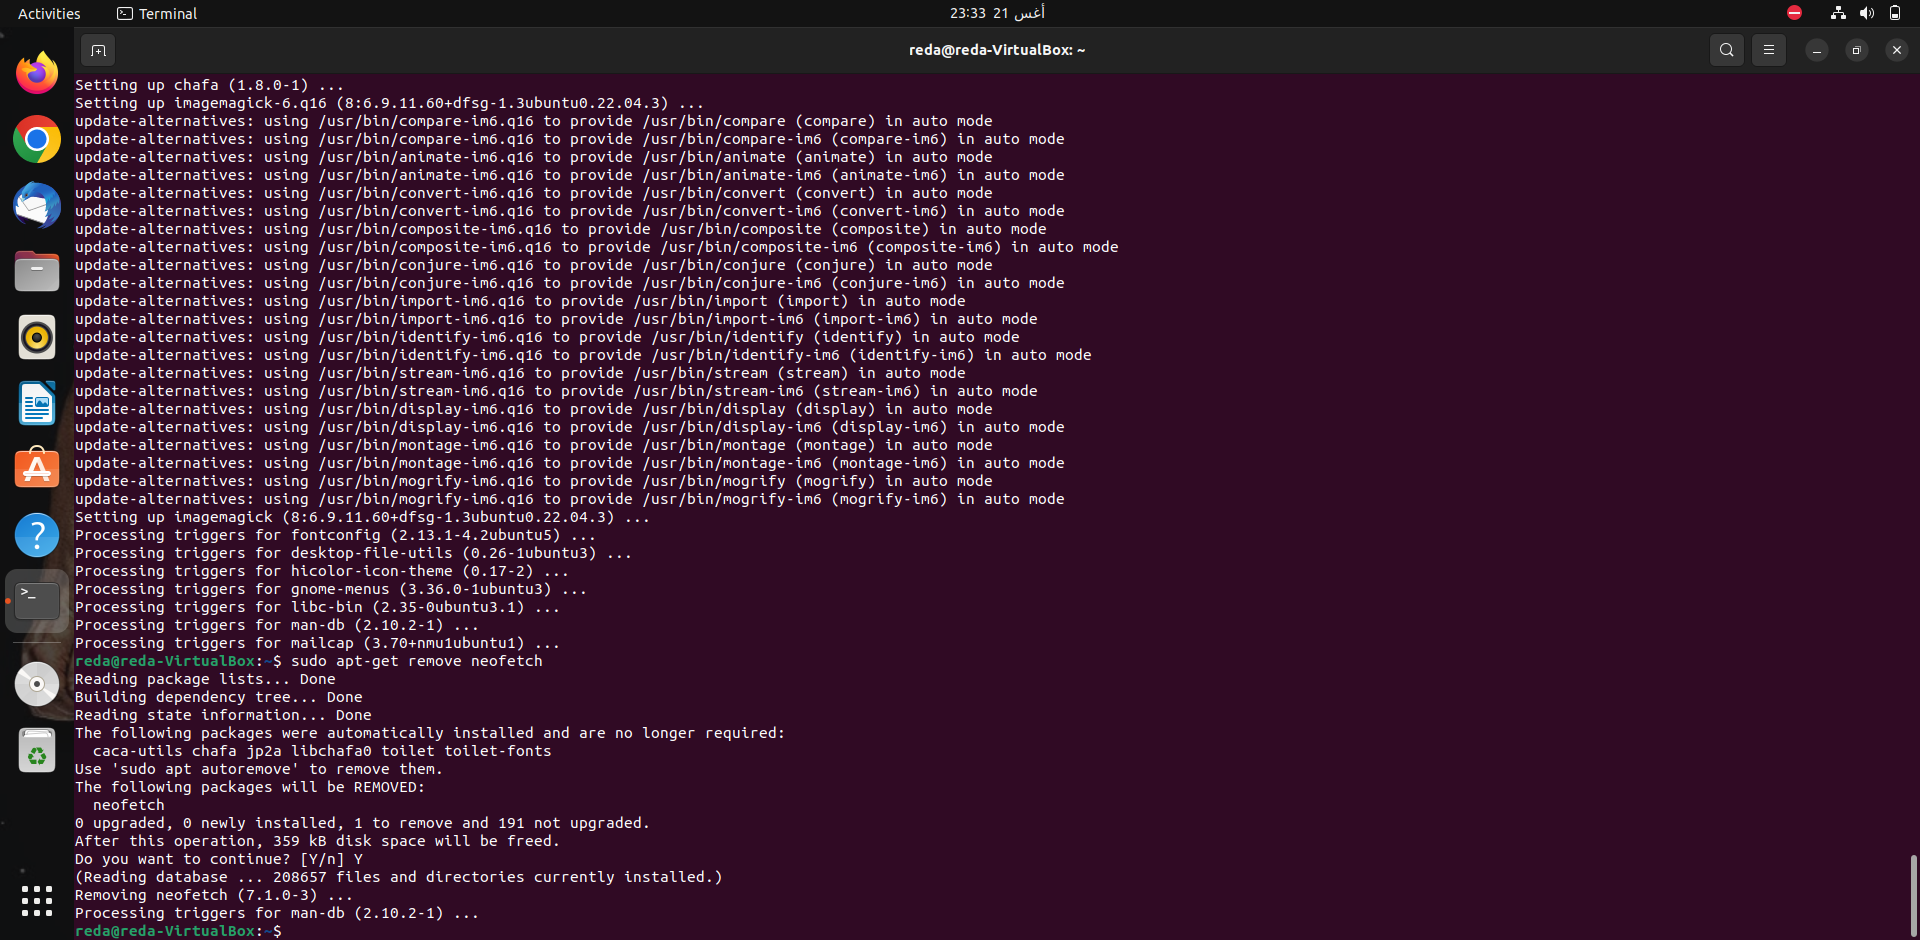 Activities
Terminal
23:33 21 أغس
reda@reda-VirtualBox: ~
Setting up chafa (1.8.0-1) ...
Setting up imagemagick-6.q16 (8:6.9.11.60+dfsg-1.3ubuntu0.22.04.3) ...
update-alternatives: using /usr/bin/compare-im6.q16 to provide /usr/bin/compare (compare) in auto mode
update-alternatives: using /usr/bin/compare-im6.q16 to provide /usr/bin/compare-im6 (compare-im6) in auto mode
update-alternatives: using /usr/bin/animate-im6.q16 to provide /usr/bin/animate (animate) in auto mode
update-alternatives: using /usr/bin/animate-im6.q16 to provide /usr/bin/animate-im6 (animate-im6) in auto mode
update-alternatives: using /usr/bin/convert-im6.q16 to provide /usr/bin/convert (convert) in auto mode
update-alternatives: using /usr/bin/convert-im6.q16 to provide /usr/bin/convert-im6 (convert-im6) in auto mode
update-alternatives: using /usr/bin/composite-im6.q16 to provide /usr/bin/composite (composite) in auto mode
update-alternatives: using /usr/bin/composite-im6.q16 to provide /usr/bin/composite-im6 (composite-im6) in auto mode
update-alternatives: using /usr/bin/conjure-im6.q16 to provide /usr/bin/conjure (conjure) in auto mode
update-alternatives: using /usr/bin/conjure-im6.q16 to provide /usr/bin/conjure-im6 (conjure-im6) in auto mode
update-alternatives: using /usr/bin/import-im6.q16 to provide /usr/bin/import (import) in auto mode
update-alternatives: using /usr/bin/import-im6.q16 to provide /usr/bin/import-im6 (import-im6) in auto mode
update-alternatives: using /usr/bin/identify-im6.q16 to provide /usr/bin/identify (identify) in auto mode
update-alternatives: using /usr/bin/identify-im6.q16 to provide /usr/bin/identify-im6 (identify-im6) in auto mode
update-alternatives: using /usr/bin/stream-im6.q16 to provide /usr/bin/stream (stream) in auto mode
update-alternatives: using /usr/bin/stream-im6.q16 to provide /usr/bin/stream-im6 (stream-im6) in auto mode
update-alternatives: using /usr/bin/display-im6.q16 to provide /usr/bin/display (display) in auto mode
update-alternatives: using /usr/bin/display-im6.q16 to provide /usr/bin/display-im6 (display-im6) in auto mode
update-alternatives: using /usr/bin/montage-im6.q16 to provide /usr/bin/montage (montage) in auto mode
update-alternatives: using /usr/bin/montage-im6.q16 to provide /usr/bin/montage-im6 (montage-im6) in auto mode
update-alternatives: using /usr/bin/mogrify-im6.q16 to provide /usr/bin/mogrify (mogrify) in auto mode
update-alternatives: using /usr/bin/mogrify-im6.q16 to provide /usr/bin/mogrify-im6 (mogrify-im6) in auto mode
Setting up imagemagick (8:6.9.11.60+dfsg-1.3ubuntu0.22.04.3) ...
Processing triggers for fontconfig (2.13.1-4.2ubuntu5) ...
Processing triggers for desktop-file-utils (0.26-1ubuntu3) ...
Processing triggers for hicolor-icon-theme (0.17-2) ...
Processing triggers for gnome-menus (3.36.0-1ubuntu3) ...
Processing triggers for libc-bin (2.35-0ubuntu3.1) ...
Processing triggers for man-db (2.10.2-1) ...
Processing triggers for mailcap (3.70+nmu1ubuntu1) ...
reda@reda-VirtualBox:~$ sudo apt-get remove neofetch
Reading package lists... Done
Building dependency tree... Done
Reading state information... Done
The following packages were automatically installed and are no longer required:
  caca-utils chafa jp2a libchafa0 toilet toilet-fonts
Use 'sudo apt autoremove' to remove them.
The following packages will be REMOVED:
  neofetch
0 upgraded, 0 newly installed, 1 to remove and 191 not upgraded.
After this operation, 359 kB disk space will be freed.
Do you want to continue? [Y/n] Y
(Reading database ... 208657 files and directories currently installed.)
Removing neofetch (7.1.0-3) ...
Processing triggers for man-db (2.10.2-1) ...
reda@reda-VirtualBox:~$